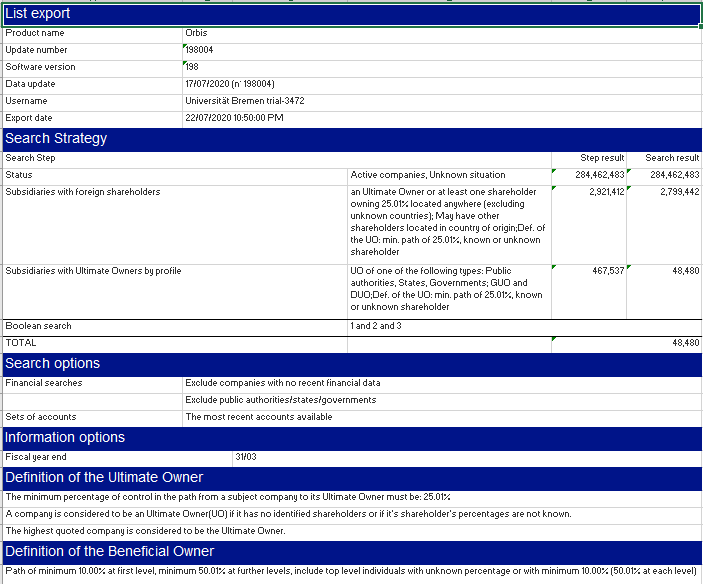 List export
Product name Orbis
Update number 198004
Software version 198
Data update 17/07/2020 (n° 198004)
Username Universität Bremen trial-3472
Export date 22/07/2020 10:50:00 PM
Search Strategy
Search Step Step result Search result
Status Active companies, Unknown situation 284,462,483 284,462,483
Subsidiaries with foreign shareholders an Ultimate Owner or at least one shareholder 2,921,412 2,799,442
owning 25.01% located anywhere (excluding
unknown countries); May have other
shareholders located in country of origin;Def. of
the UO: min. path of 25.01%, known or unknown
shareholder
Subsidiaries with Ultimate Owners by profile UO of one of the following types: Public 467,537 48,480
authorities, States, Governments; GUO and
DUO;Def. of the UO: min. path of 25.01%, known
or unknown shareholder
Boolean search 1 and 2 and 3
TOTAL 48,480
Search options
Financial searches Exclude companies with no recent financial data
Exclude public authorities/states/governments
Sets of accounts The most recent accounts available
Information options
Fiscal year end 31/03
Definition of the Ultimate Owner
The minimum percentage of control in the path from a subject company to its Ultimate Owner must be: 25.01%
A company is considered to be an Ultimate Owner(UO) if it has no identified shareholders or if it's shareholder's percentages are not known.
The highest quoted company is considered to be the Ultimate Owner.
Definition of the Beneficial Owner
Path of minimum 10.00% at first level, minimum 50.01% at further levels, include top level individuals with unknown percentage or with minimum 10.00% (50.01% at each level)